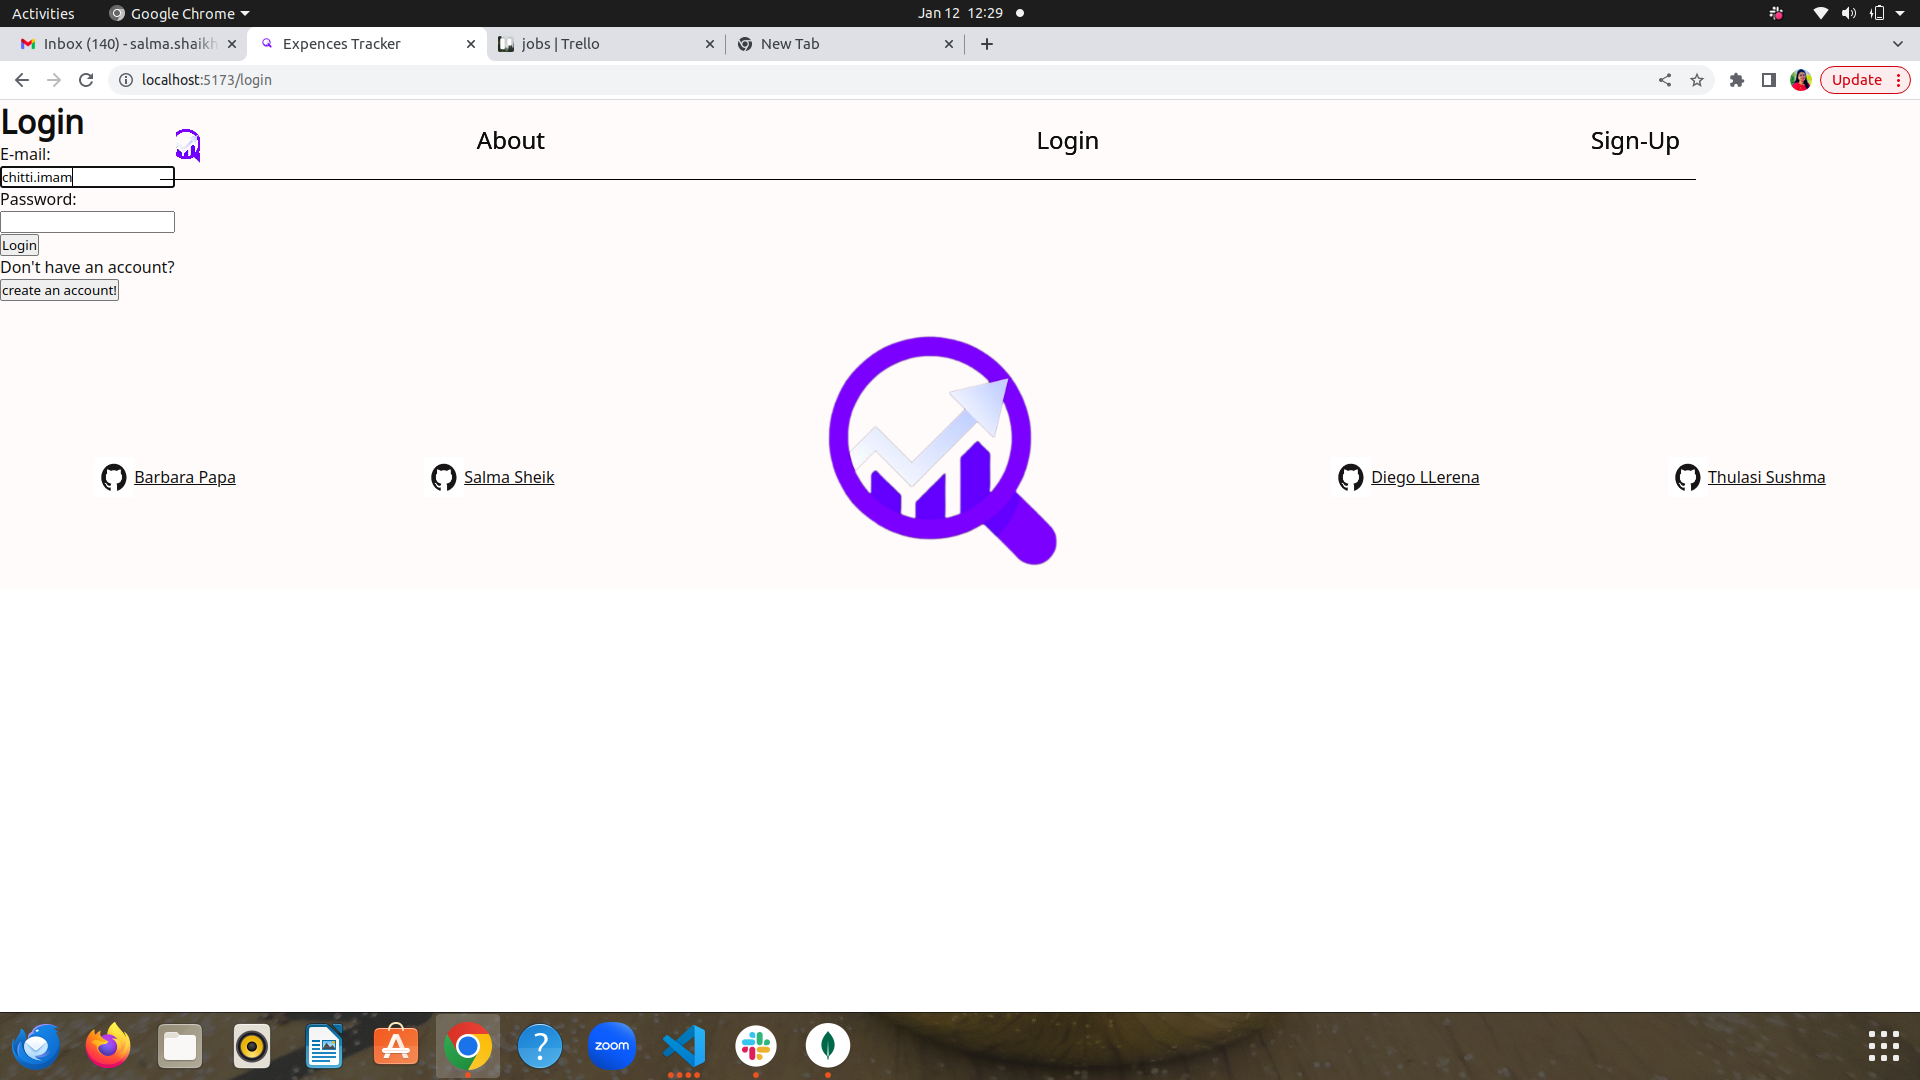 Activities
Google Chrome
Jan 12 12:29
Inbox (140) - salma.shaikh
Expences Tracker
jobs | Trello
New Tab
localhost:5173/login
Update
Login
About
Login
Sign-Up
E-mail:
chitti.imam
Password:
Login
Don't have an account?
create an account!
Barbara Papa
Salma Sheik
Diego LLerena
Thulasi Sushma
zoom